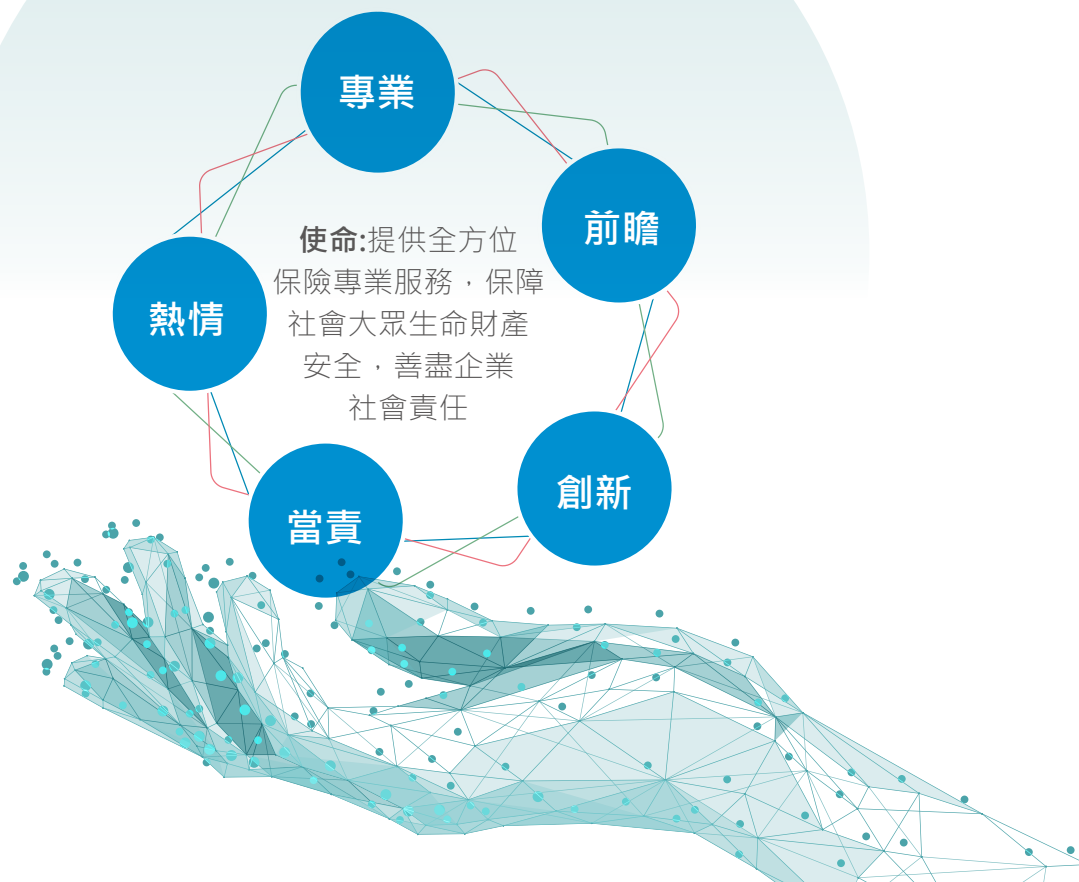 專業
前瞻
使命:提供全方位
保險專業服務，保障
社會大眾生命財產
安全，善盡企業
社會責任
熱情
創新
當責